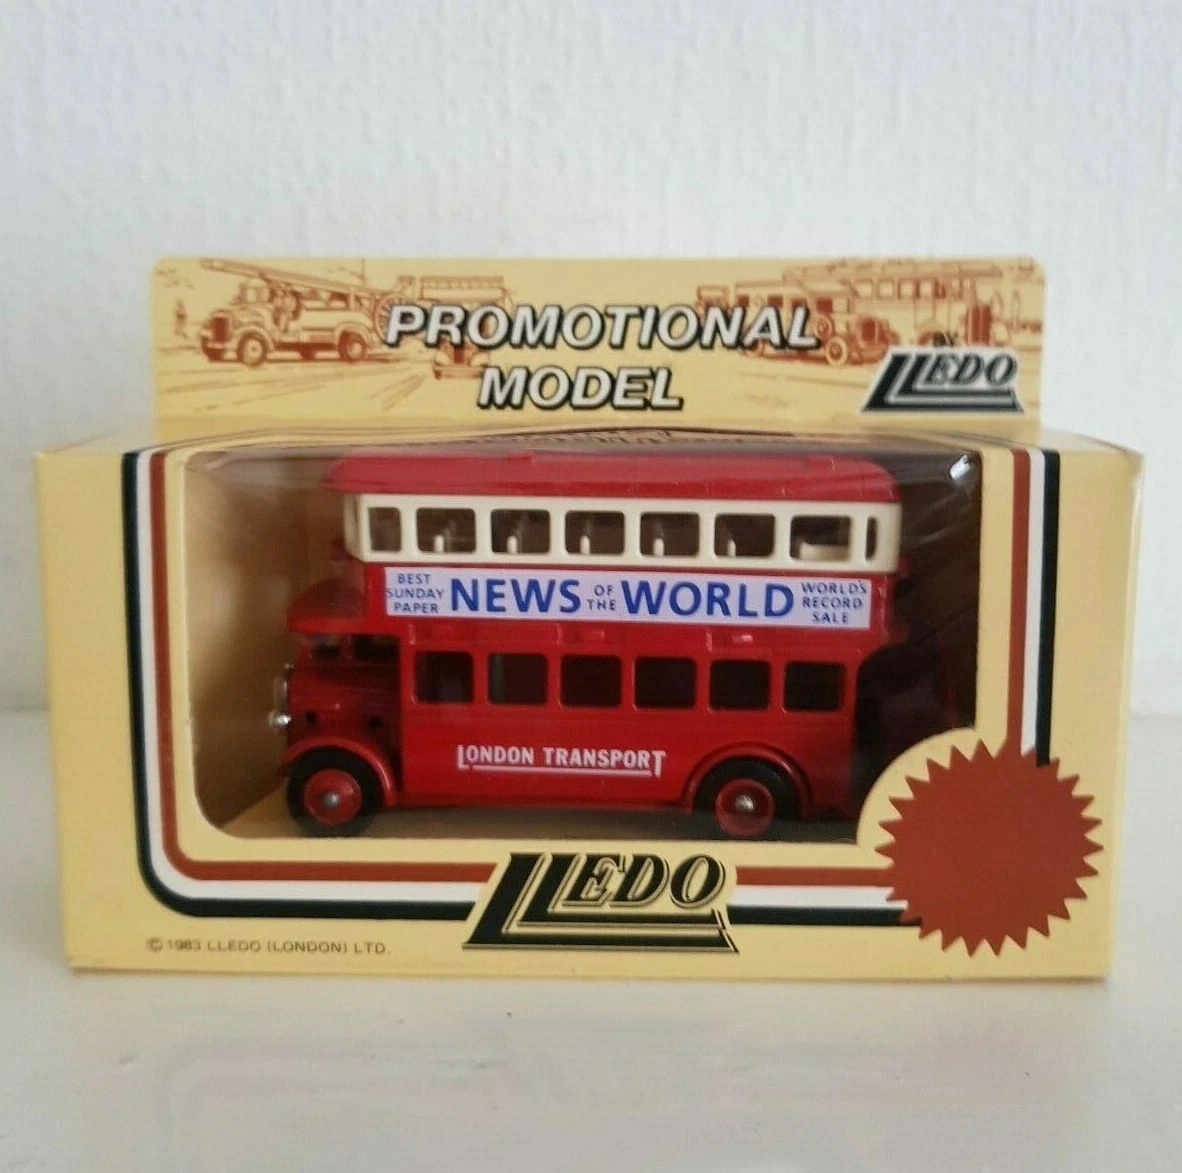 PROMOTIONAL
MODEL
BY
LLEDO
BEST
SUNDAY
PAPER
NEWS OF THE WORLD
WORLD'S
RECORD
SALE
LONDON TRANSPORT
LLEDO
© 1983 LLEDO (LONDON) LTD.